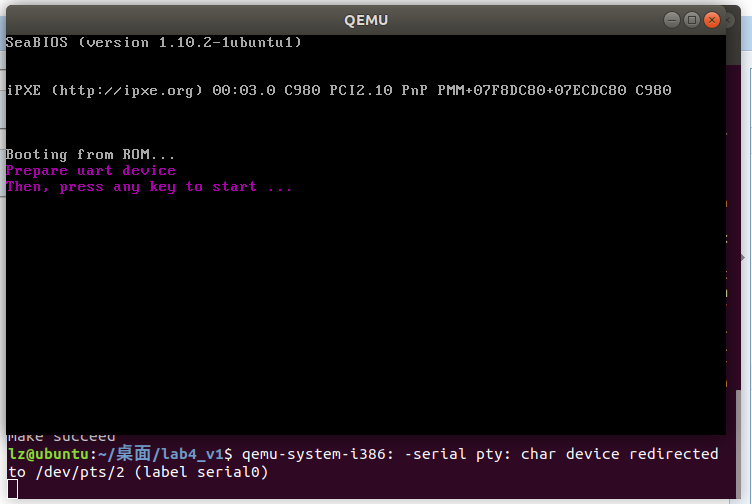 QEMU
SeaBIOS (version 1.10.2-1ubuntu1)
iPXE (http://ipxe.org) 00:03.0 C980 PCI2.10 PnP PMM+07F8DC80+07ECDC80 C980
Booting from ROM...
Prepare uart device
Then, press any key to start ...
Make succeed
lz@ubuntu:~/桌面/lab4_v1$ qemu-system-i386: -serial pty: char device redirected
to /dev/pts/2 (label serial0)